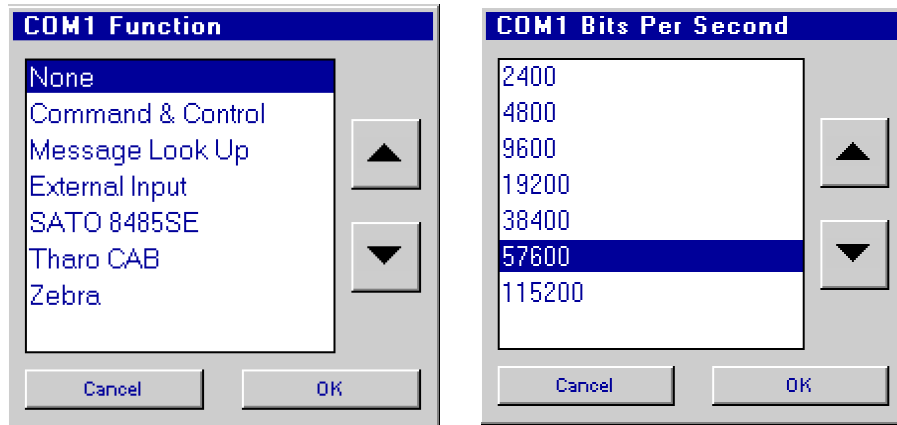 COM1 Function
None
Command & Control
Message Look Up
External Input
SATO 8485SE
Tharo CAB
Zebra
Cancel
OK
COM1 Bits Per Second
2400
4800
9600
19200
38400
57600
115200
Cancel
OK